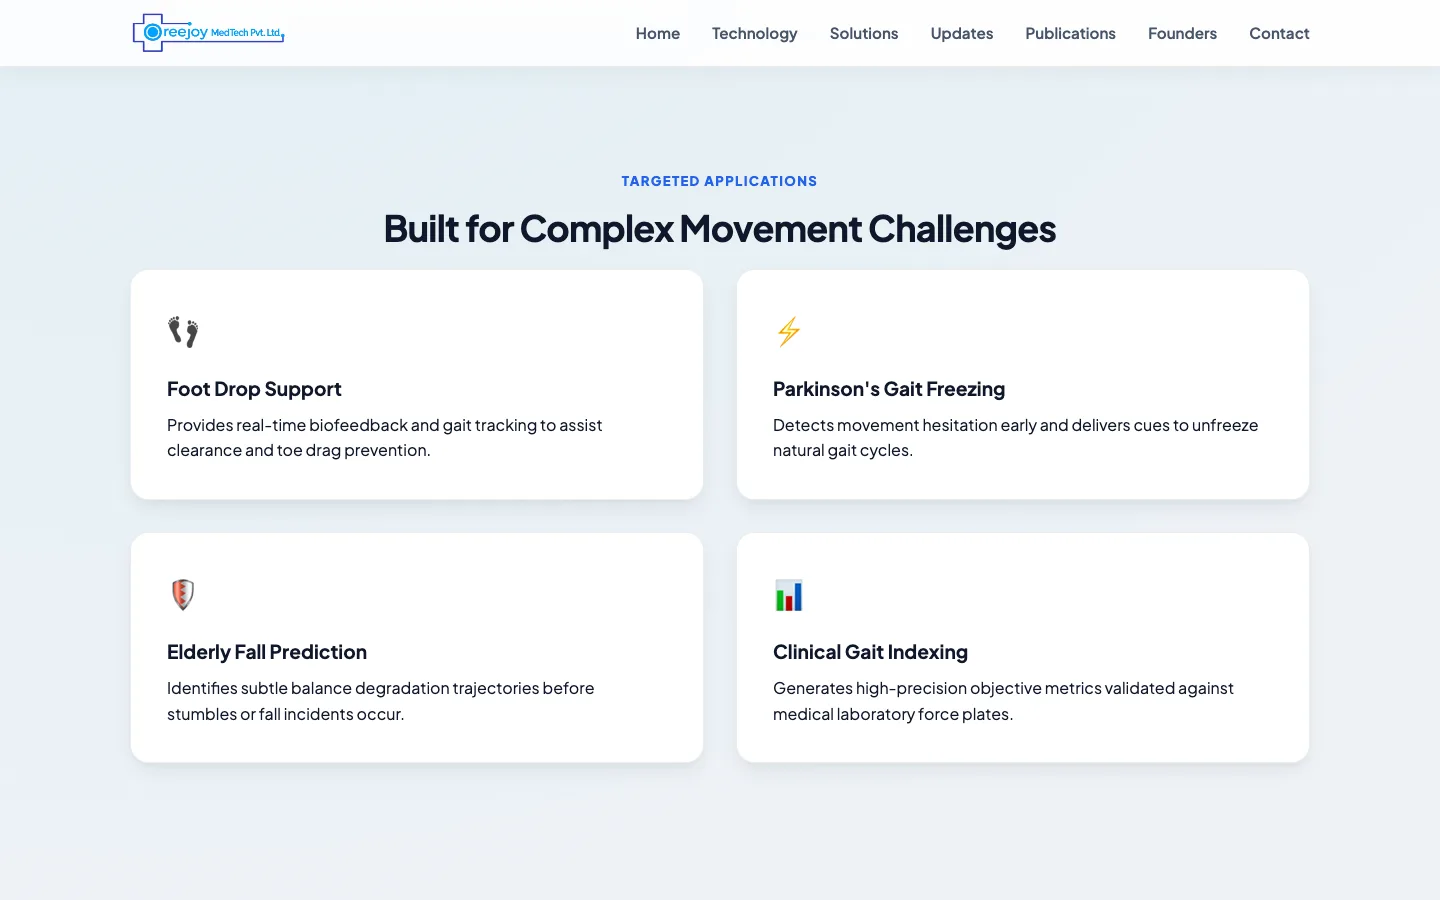 reejoy MedTech Pvt. Ltd.
Home
Technology
Solutions
Updates
Publications
Founders
Contact
TARGETED APPLICATIONS
Built for Complex Movement Challenges
Foot Drop Support
Provides real-time biofeedback and gait tracking to assist
clearance and toe drag prevention.
Parkinson's Gait Freezing
Detects movement hesitation early and delivers cues to unfreeze
natural gait cycles.
Elderly Fall Prediction
Identifies subtle balance degradation trajectories before
stumbles or fall incidents occur.
Clinical Gait Indexing
Generates high-precision objective metrics validated against
medical laboratory force plates.